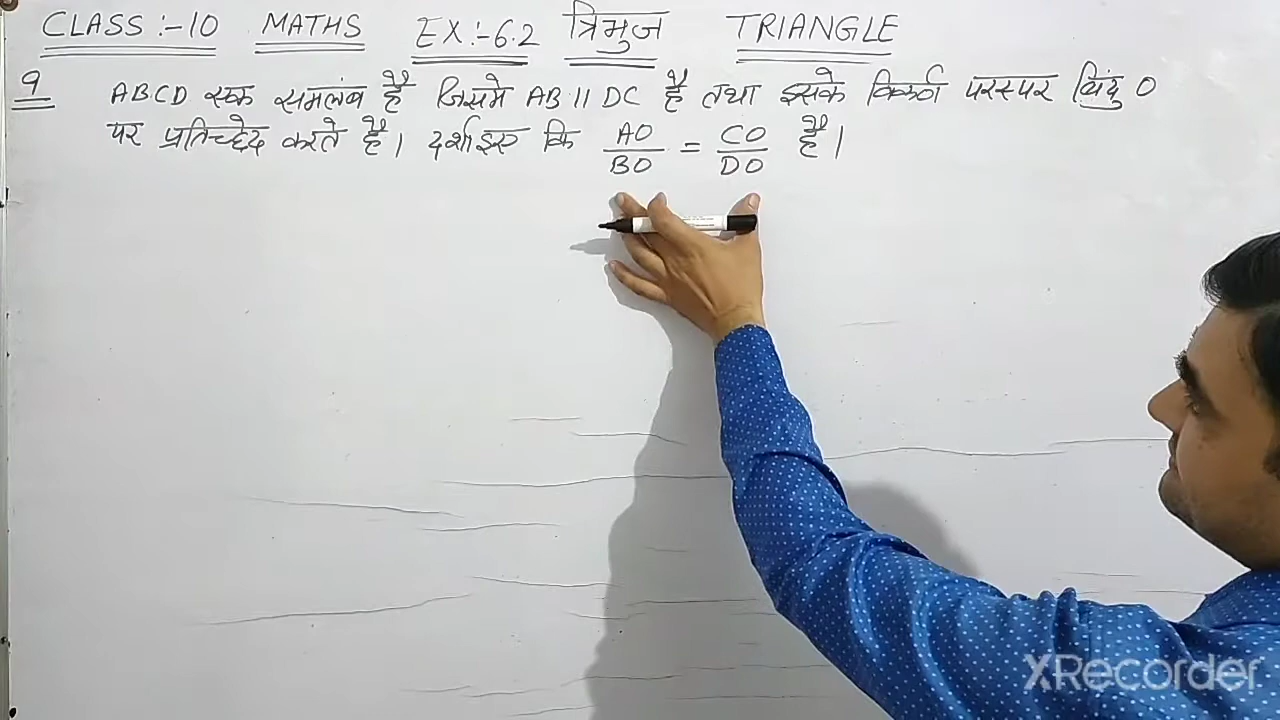 CLASS :- 10 MATHS EX :- 6.2 त्रिभुज TRIANGLE
9 ABCD एक समलंब है जिसमे AB || DC है तथा इसके विकर्ण परस्पर बिंदु O
पर प्रतिच्छेद करते है। दर्शाइए कि AO/BO = CO/DO है।
XRecorder